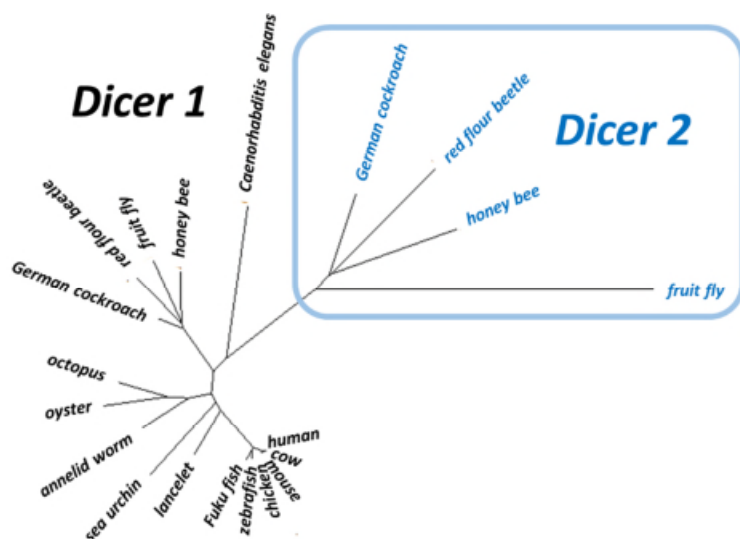 Dicer 1
Caenorhabditis elegans
German cockroach
red flour beetle
Dicer 2
honey bee
fruit fly
honey bee
fruit fly
red flour beetle
German cockroach
octopus
oyster
annelid worm
sea urchin
lancelet
Fuku fish
zebrafish
chicken
mouse
cow
human